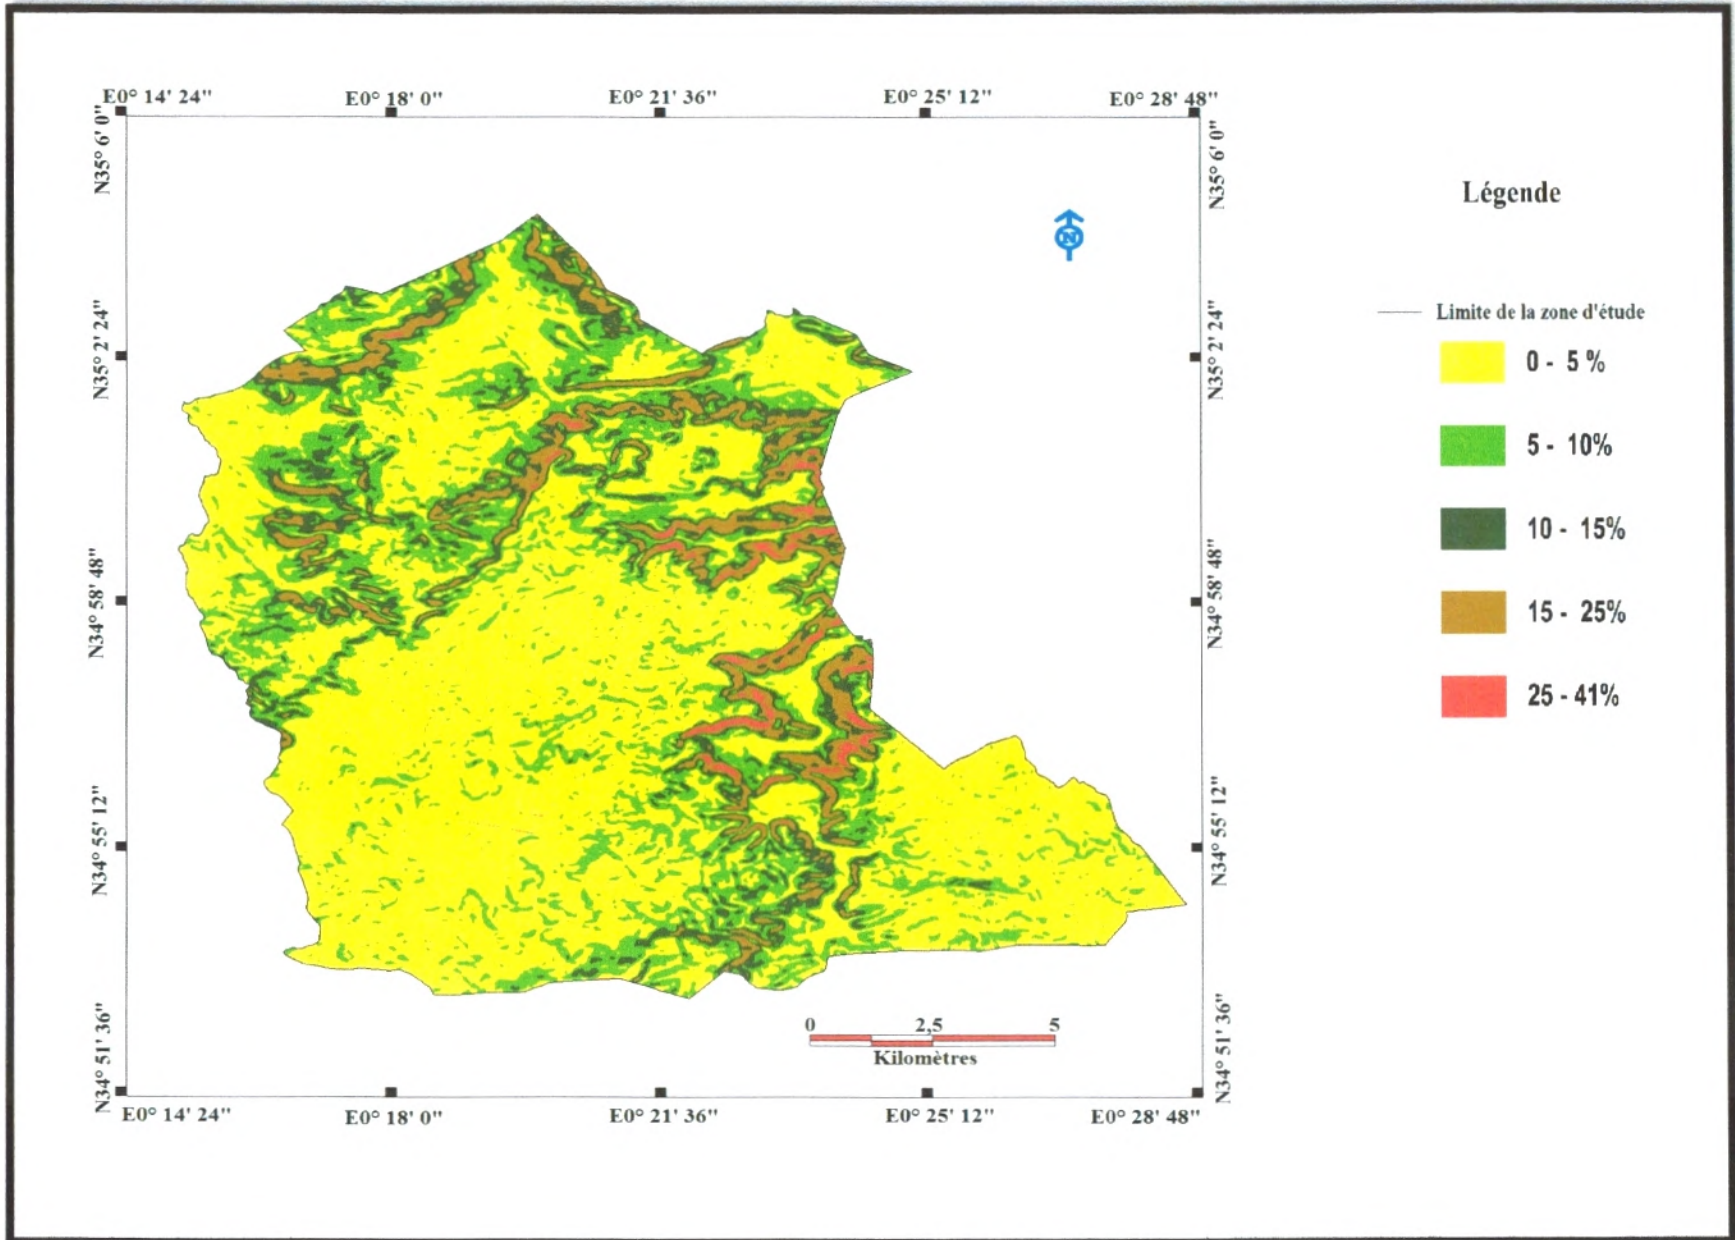 E0° 14' 24" E0° 18' 0" E0° 21' 36" E0° 25' 12" E0° 28' 48"
N35° 6' 0"
N35° 6' 0"
N
Légende
N35° 2' 24"
N35° 2' 24"
Limite de la zone d'étude
0 - 5 %
5 - 10%
10 - 15%
15 - 25%
25 - 41%
N34° 58' 48"
N34° 58' 48"
N34° 55' 12"
N34° 55' 12"
N34° 51' 36"
N34° 51' 36"
0 2,5 5
Kilomètres
E0° 14' 24" E0° 18' 0" E0° 21' 36" E0° 25' 12" E0° 28' 48"